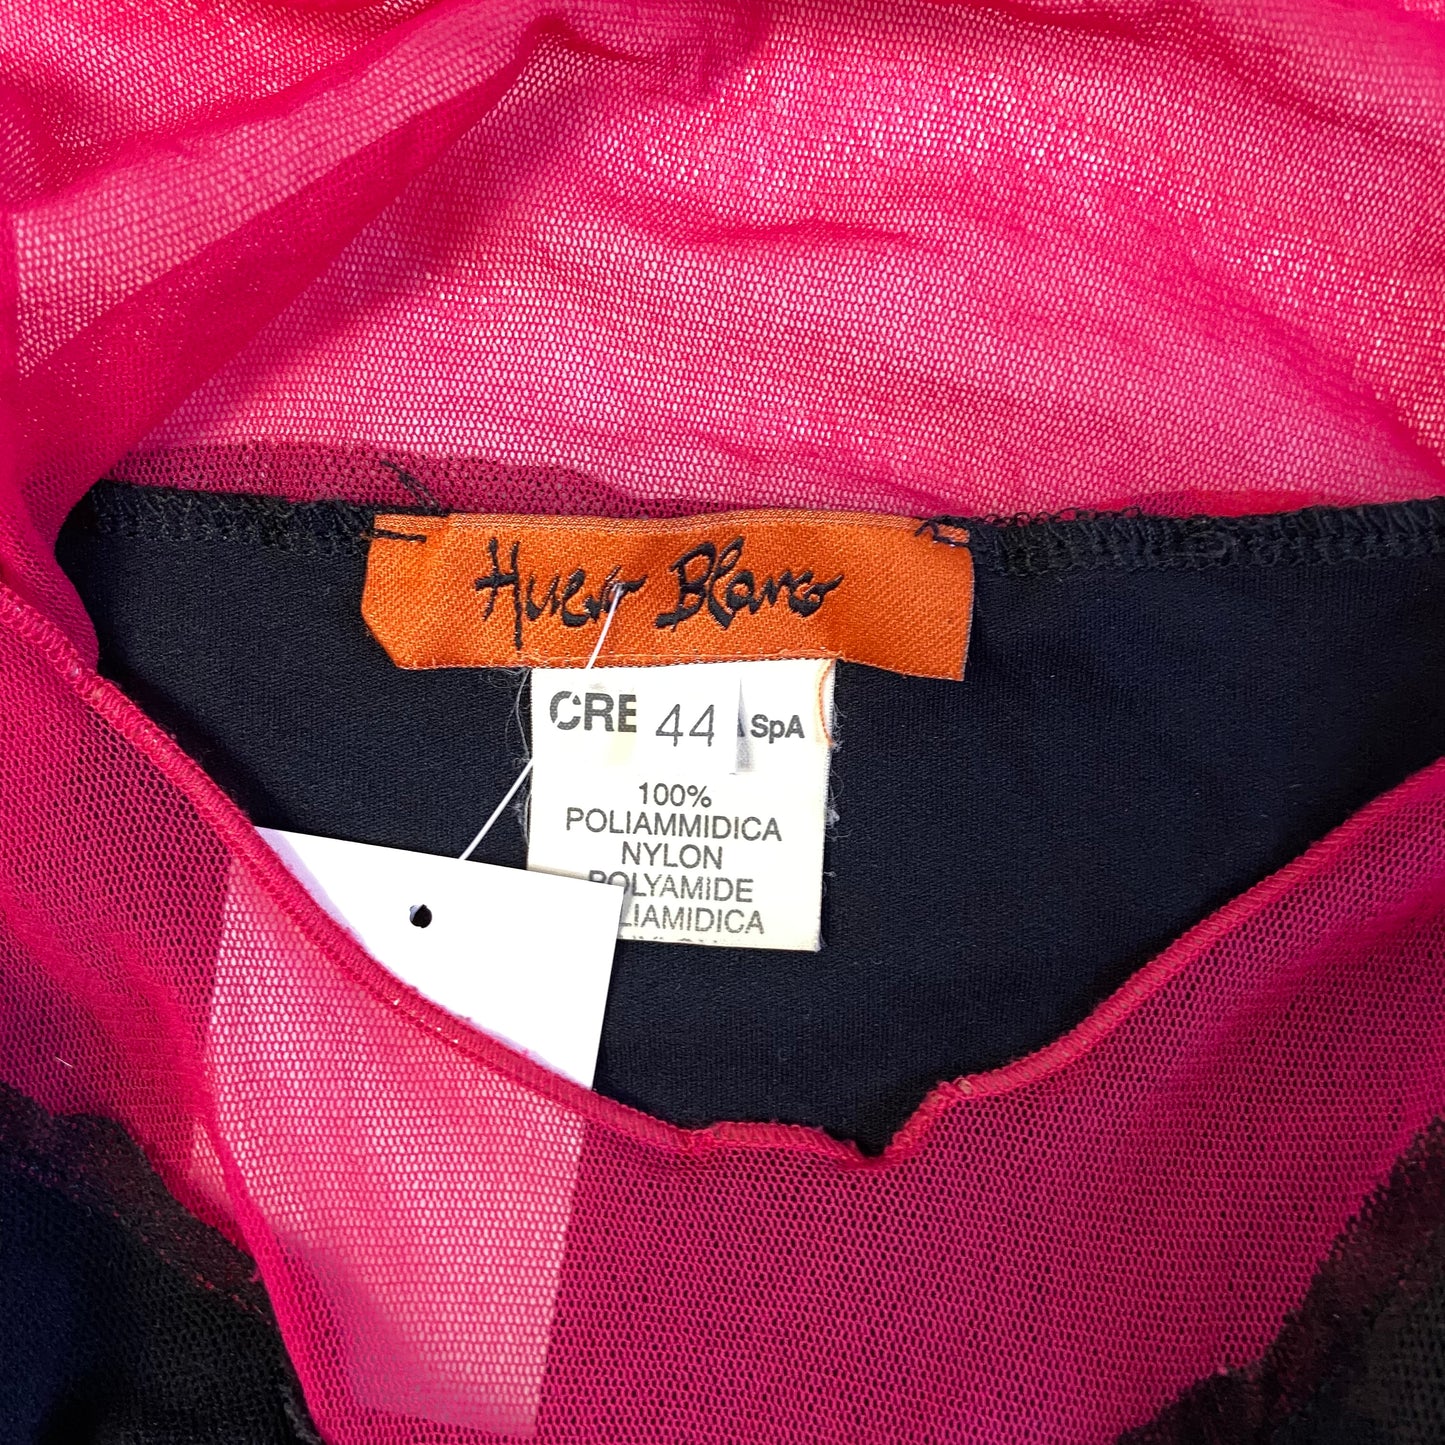 Huevo Blanco
CRE 44 A SpA
100%
POLIAMMIDICA
NYLON
POLYAMIDE
LIAMIDICA